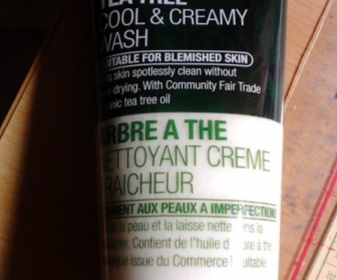 TEA TREE
COOL & CREAMY
WASH
SUITABLE FOR BLEMISHED SKIN
skin spotlessly clean without
-drying. With Community Fair Trade
tea tree oil
ARBRE A THE
NETTOYANT CREME
FRAICHEUR
AUX PEAUX A IMPERFECTIONS
la peau et la laisse nette
Contient de l'huile à thé
issue du Commerce